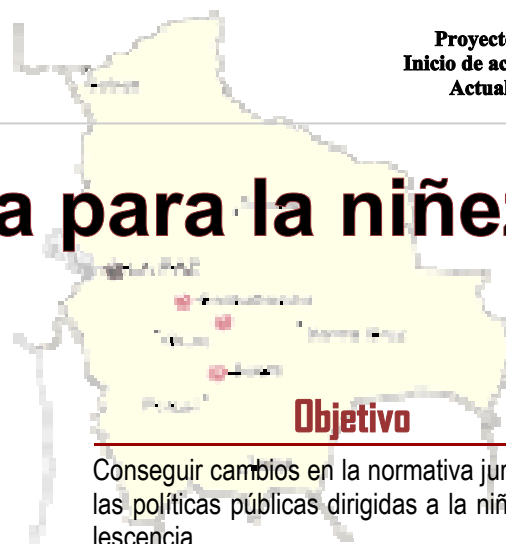 Proyect
Inicio de ac
Actual
a para la niñez
Objetivo
Conseguir cambios en la normativa jur
las políticas públicas dirigidas a la niñ
lescencia